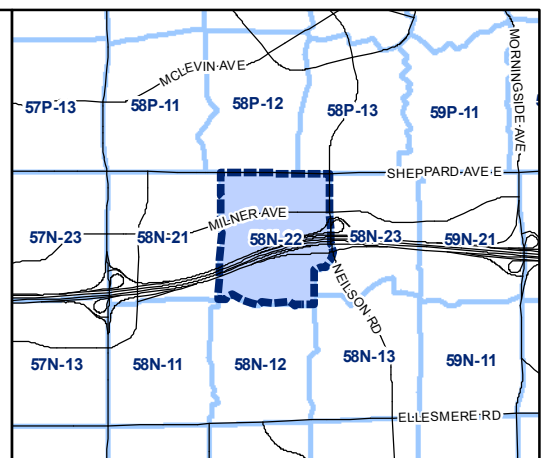 MCLEVIN AVE
MORNINGSIDE AVE
57P-13
58P-11
58P-12
58P-13
59P-11
SHEPPARD AVE E
MILNER AVE
57N-23
58N-21
58N-22
58N-23
59N-21
NEILSON RD
57N-13
58N-11
58N-12
58N-13
59N-11
ELLESMERE RD